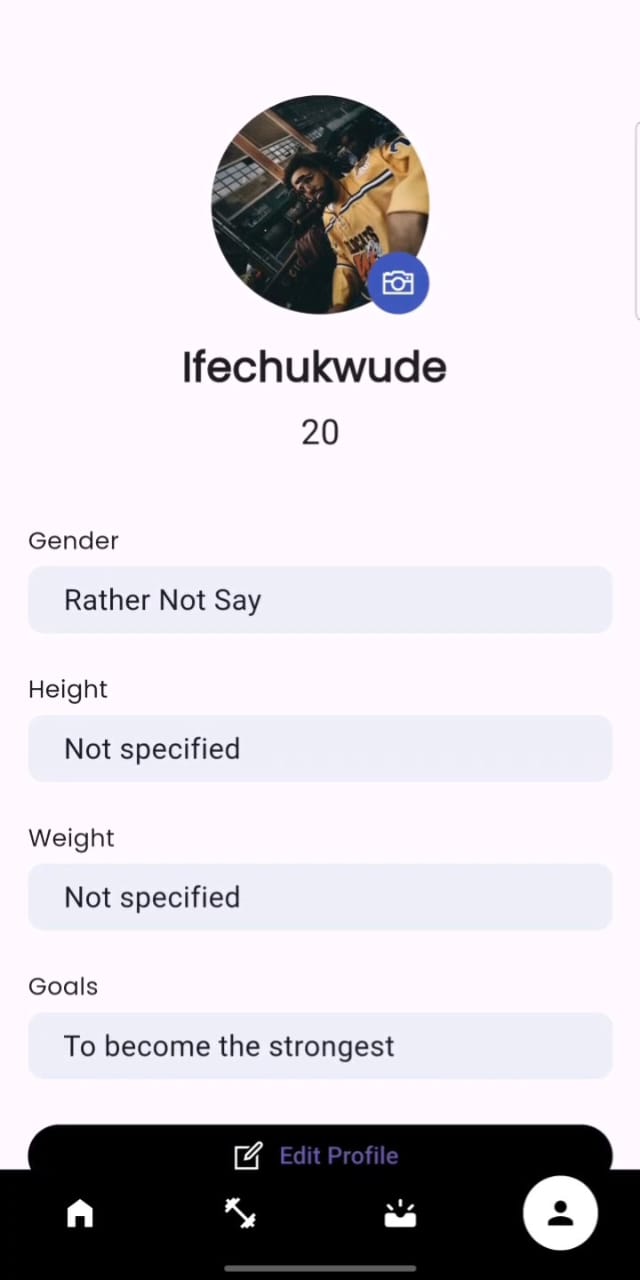 Ifechukwude
20
Gender
Rather Not Say
Height
Not specified
Weight
Not specified
Goals
To become the strongest
Edit Profile